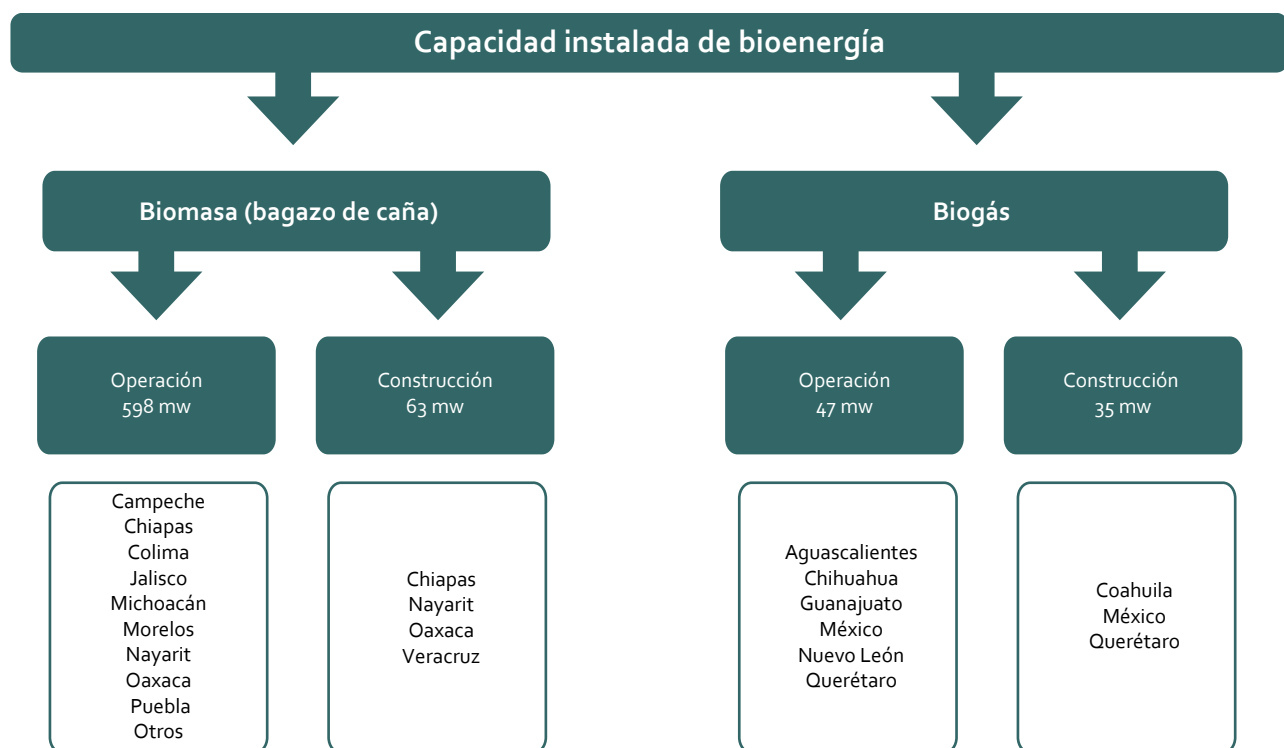 Capacidad instalada de bioenergía
Biomasa (bagazo de caña)
Biogás
Operación
598 mw
Construcción
63 mw
Operación
47 mw
Construcción
35 mw
Campeche
Chiapas
Colima
Jalisco
Michoacán
Morelos
Nayarit
Oaxaca
Puebla
Otros
Chiapas
Nayarit
Oaxaca
Veracruz
Aguascalientes
Chihuahua
Guanajuato
México
Nuevo León
Querétaro
Coahuila
México
Querétaro